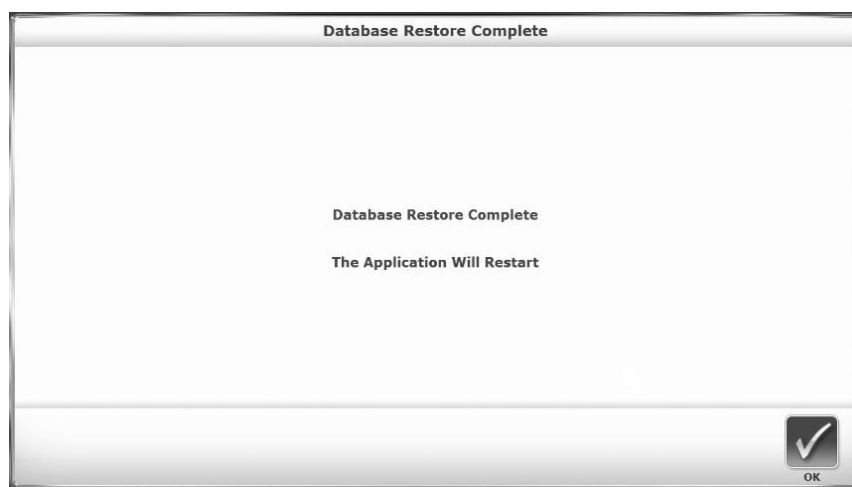 Database Restore Complete
Database Restore Complete
The Application Will Restart
OK